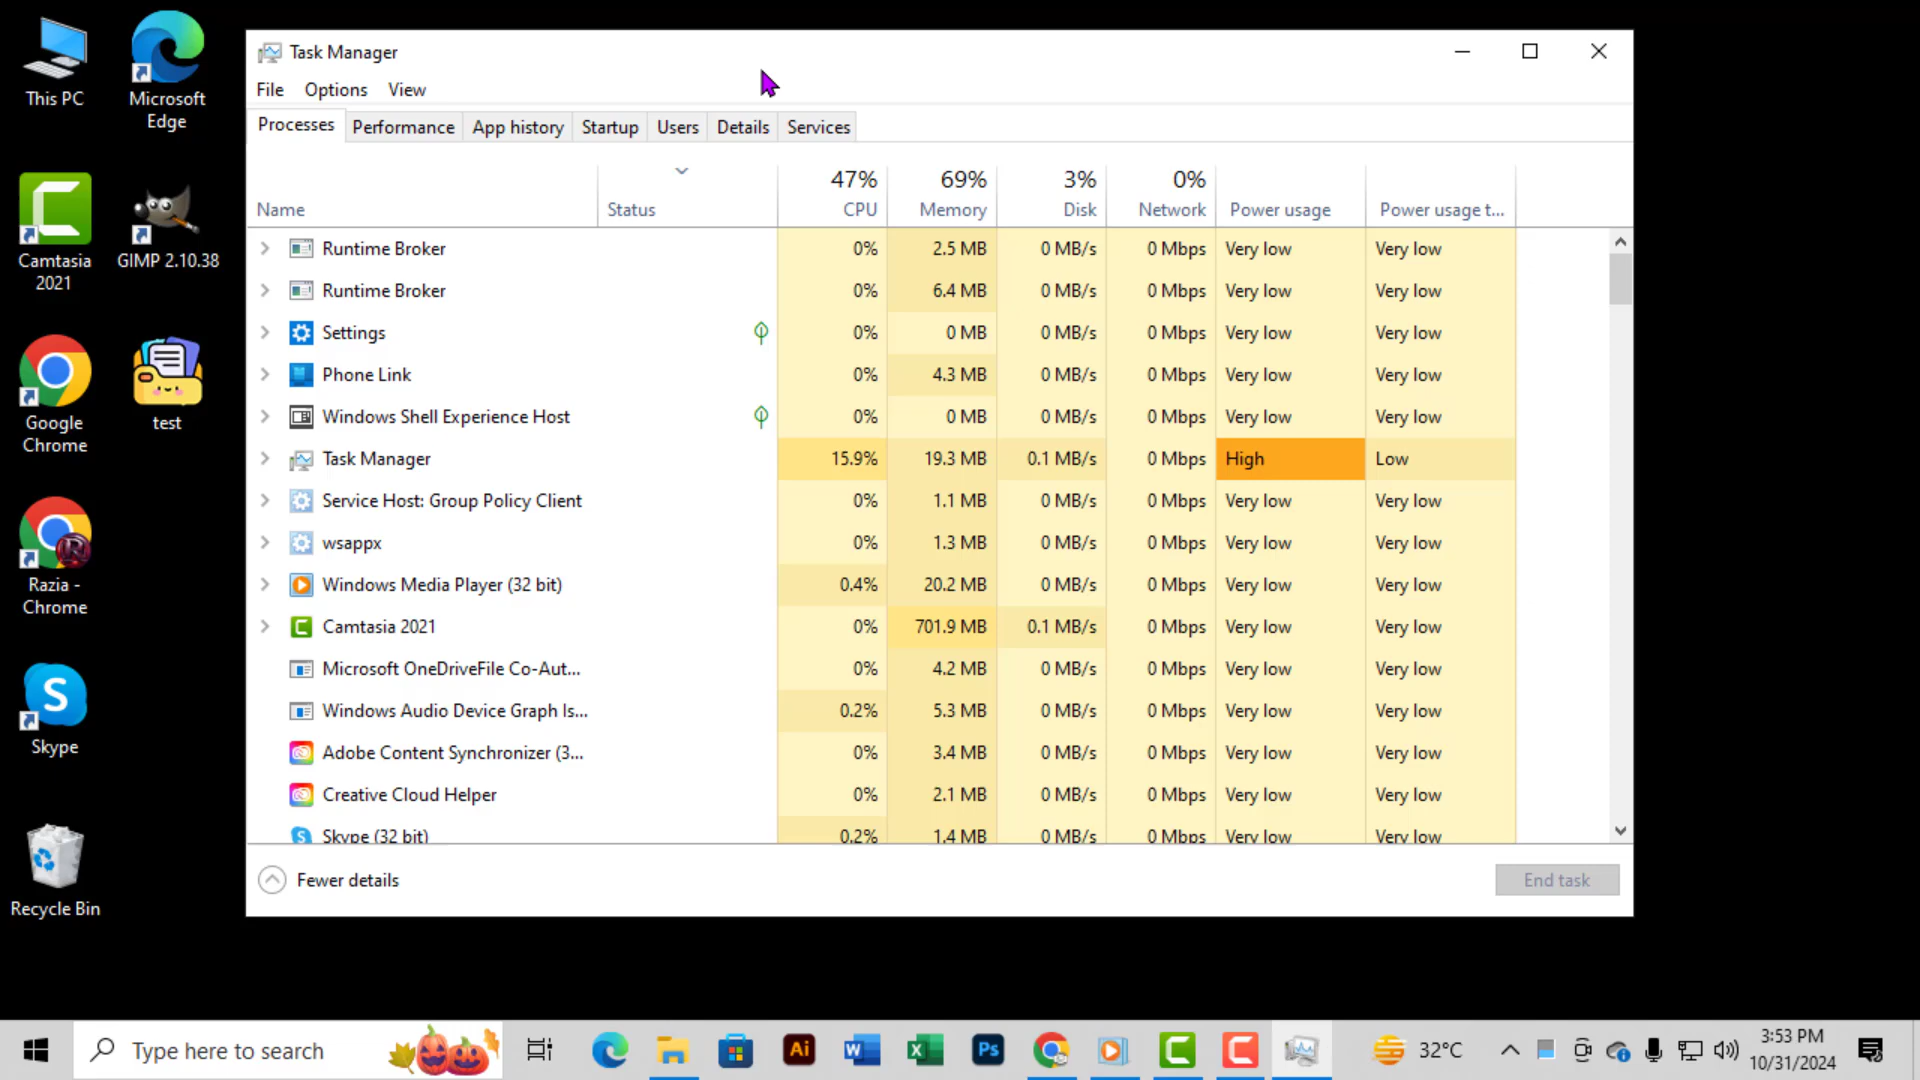 This PC
Microsoft
Edge
Camtasia
2021
GIMP 2.10.38
Google
Chrome
test
Razia -
Chrome
Skype
Recycle Bin
Task Manager
File Options View
Processes Performance App history Startup Users Details Services
47% 69% 3% 0%
Name Status CPU Memory Disk Network Power usage Power usage t...
Runtime Broker 0% 2.5 MB 0 MB/s 0 Mbps Very low Very low
Runtime Broker 0% 6.4 MB 0 MB/s 0 Mbps Very low Very low
Settings 0% 0 MB 0 MB/s 0 Mbps Very low Very low
Phone Link 0% 4.3 MB 0 MB/s 0 Mbps Very low Very low
Windows Shell Experience Host 0% 0 MB 0 MB/s 0 Mbps Very low Very low
Task Manager 15.9% 19.3 MB 0.1 MB/s 0 Mbps High Low
Service Host: Group Policy Client 0% 1.1 MB 0 MB/s 0 Mbps Very low Very low
wsappx 0% 1.3 MB 0 MB/s 0 Mbps Very low Very low
Windows Media Player (32 bit) 0.4% 20.2 MB 0 MB/s 0 Mbps Very low Very low
Camtasia 2021 0% 701.9 MB 0.1 MB/s 0 Mbps Very low Very low
Microsoft OneDriveFile Co-Aut... 0% 4.2 MB 0 MB/s 0 Mbps Very low Very low
Windows Audio Device Graph Is... 0.2% 5.3 MB 0 MB/s 0 Mbps Very low Very low
Adobe Content Synchronizer (3... 0% 3.4 MB 0 MB/s 0 Mbps Very low Very low
Creative Cloud Helper 0% 2.1 MB 0 MB/s 0 Mbps Very low Very low
Skype (32 bit) 0.2% 1.4 MB 0 MB/s 0 Mbps Very low Very low
Fewer details End task
Type here to search Ai W X Ps 32°C 3:53 PM
10/31/2024